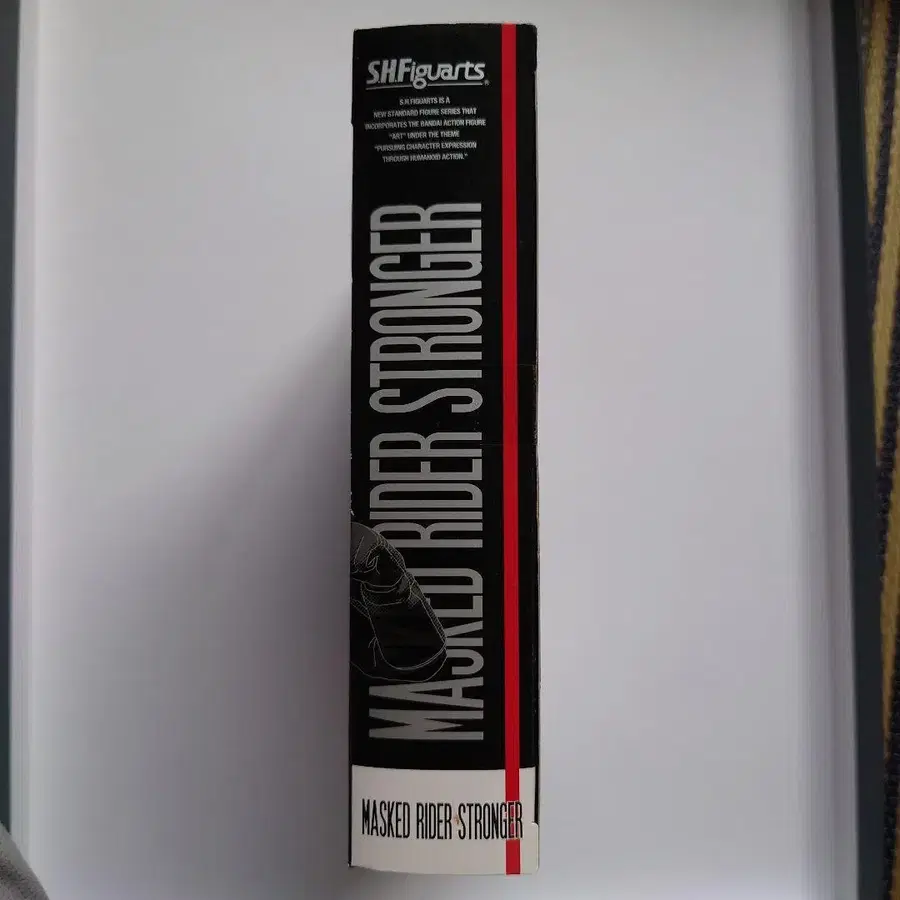 S.H.Figuarts
S.H.FIGUARTS IS A
NEW STANDARD FIGURE SERIES THAT
INCORPORATES THE BANDAI ACTION FIGURE
"ART" UNDER THE THEME
"PURSUING CHARACTER EXPRESSION
THROUGH HUMANOID ACTION."
MASKED RIDER STRONGER
MASKED RIDER STRONGER